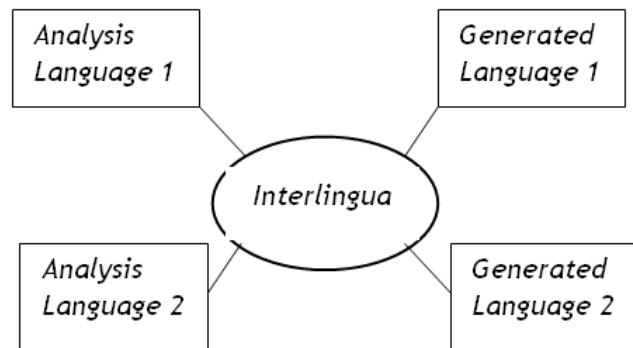 Analysis
Language 1
Generated
Language 1
Interlingua
Analysis
Language 2
Generated
Language 2